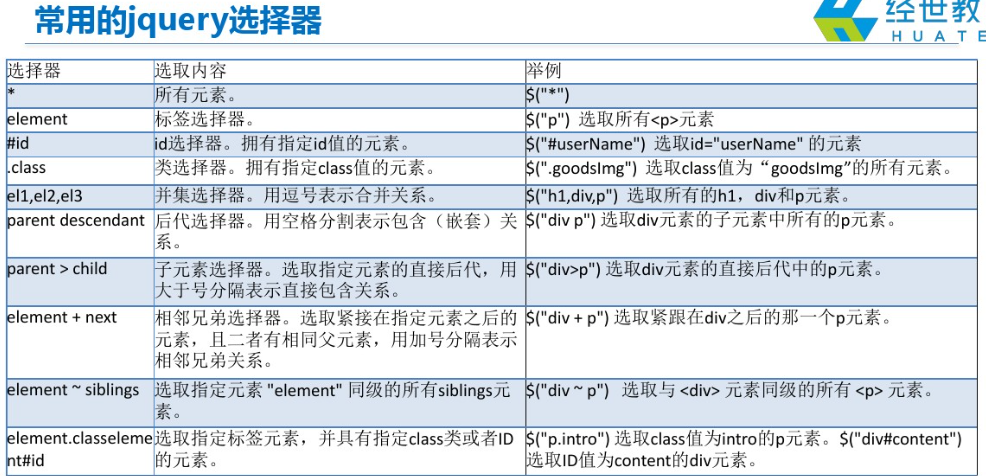 常用的jquery选择器
经世教
HUATE
选择器 选取内容 举例
* 所有元素。 $("*")
element 标签选择器。 $("p") 选取所有<p>元素
#id id选择器。拥有指定id值的元素。 $("#userName") 选取id="userName" 的元素
.class 类选择器。拥有指定class值的元素。 $(".goodsImg") 选取class值为“goodsImg”的所有元素。
el1,el2,el3 并集选择器。用逗号表示合并关系。 $("h1,div,p") 选取所有的h1，div和p元素。
parent descendant 后代选择器。用空格分割表示包含（嵌套）关 $("div p") 选取div元素的子元素中所有的p元素。
系。
parent > child 子元素选择器。选取指定元素的直接后代，用 $("div>p") 选取div元素的直接后代中的p元素。
大于号分隔表示直接包含关系。
element + next 相邻兄弟选择器。选取紧接在指定元素之后的 $("div + p") 选取紧跟在div之后的那一个p元素。
元素，且二者有相同父元素，用加号分隔表示
相邻兄弟关系。
element ~ siblings 选取指定元素 "element" 同级的所有siblings元 $("div ~ p") 选取与 <div> 元素同级的所有 <p> 元素。
素。
element.classeleme 选取指定标签元素，并具有指定class类或者ID $("p.intro") 选取class值为intro的p元素。$("div#content")
nt#id 的元素。 选取ID值为content的div元素。